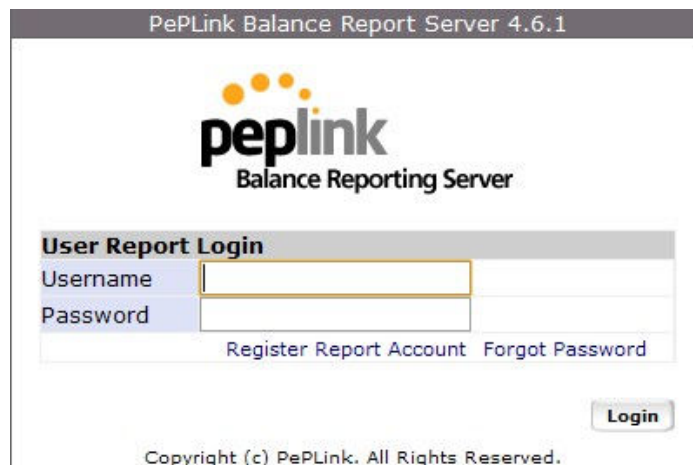 PePLink Balance Report Server 4.6.1
peplink
Balance Reporting Server
User Report Login
Username
Password
Register Report Account Forgot Password
Login
Copyright (c) PePLink. All Rights Reserved.